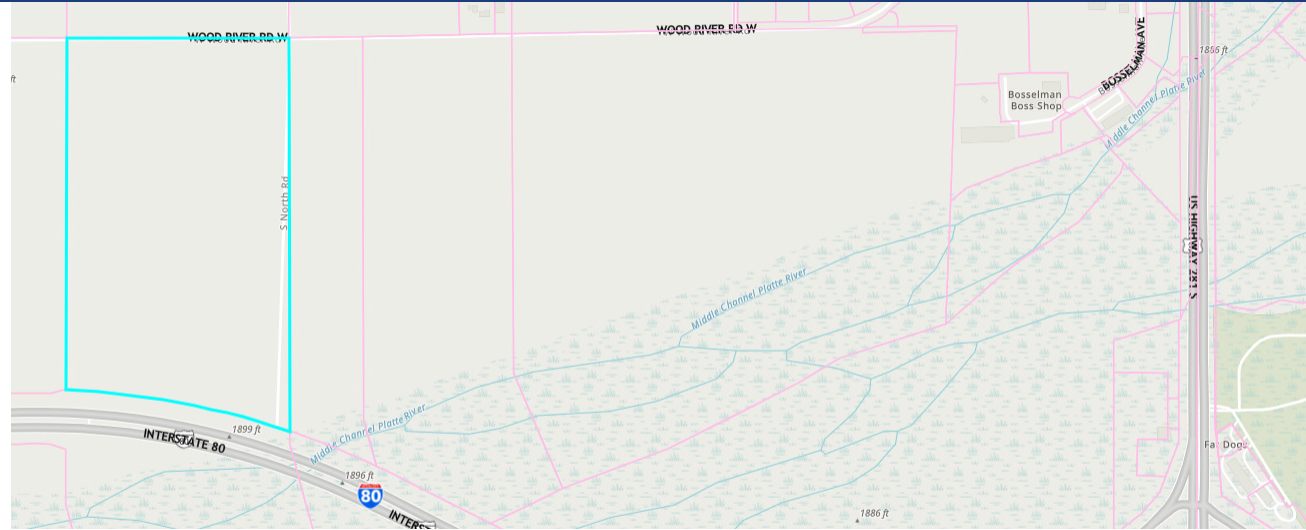 WOOD RIVER RD W
WOOD RIVER RD W
BOSSELMAN AVE
1856 ft
ft
Bosselman
Boss Shop
Middle Channel Platte River
S North Rd
US HIGHWAY 281 S
Middle Channel Platte River
Middle Channel Platte River
1899 ft
INTERSTATE 80
1896 ft
80
1886 ft